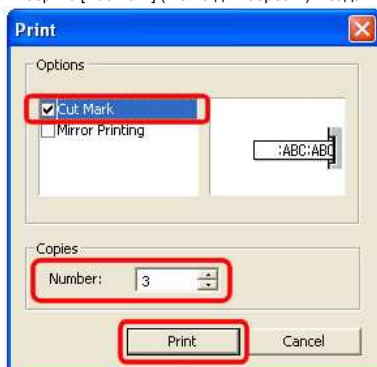 Print
Options
Cut Mark
Mirror Printing
:ABC:ABC
Copies
Number: 3
Print Cancel